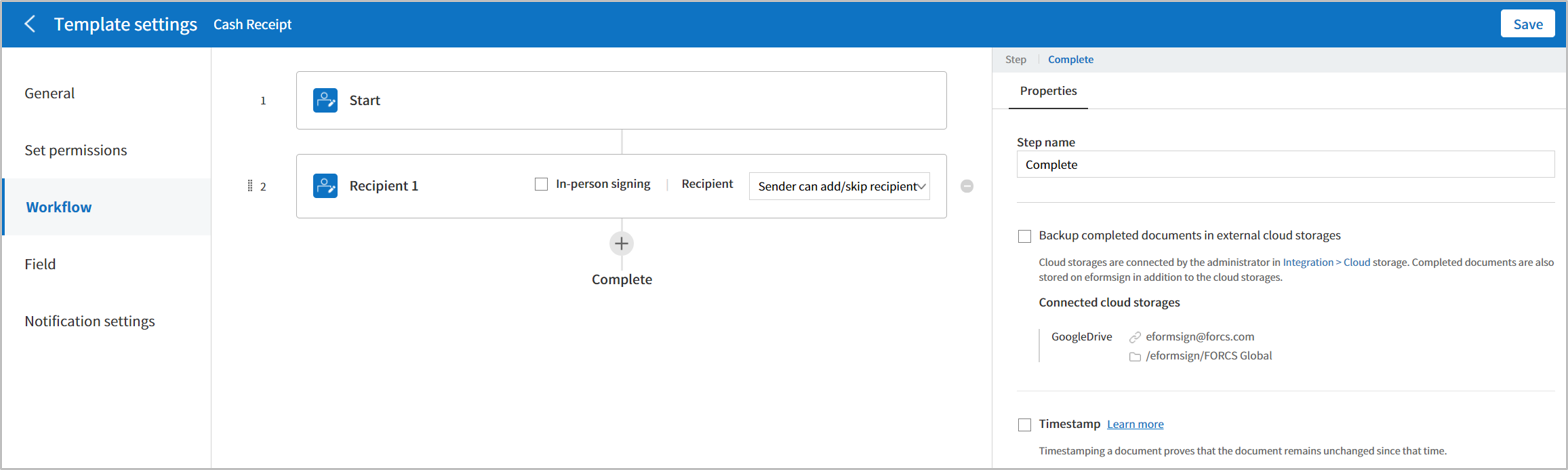 Template settings Cash Receipt Save
General
Set permissions
Workflow
Field
Notification settings
1 Start
2 Recipient 1 In-person signing Recipient Sender can add/skip recipient
Complete
Step Complete
Properties
Step name
Complete
Backup completed documents in external cloud storages
Cloud storages are connected by the administrator in Integration > Cloud storage. Completed documents are also
stored on eformsign in addition to the cloud storages.
Connected cloud storages
GoogleDrive eformsign@forcs.com
/eformsign/FORCS Global
Timestamp Learn more
Timestamping a document proves that the document remains unchanged since that time.